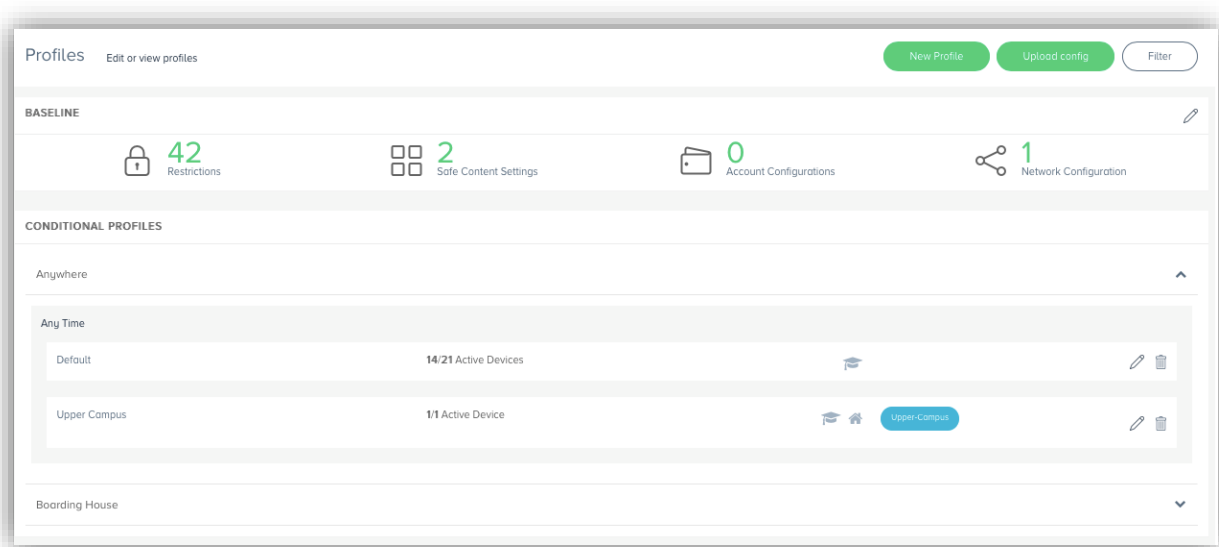 Profiles Edit or view profiles New Profile Upload config Filter
BASELINE
42 Restrictions 2 Safe Content Settings 0 Account Configurations 1 Network Configuration
CONDITIONAL PROFILES
Anywhere
Any Time
Default 14/21 Active Devices
Upper Campus 1/1 Active Device Upper-Campus
Boarding House